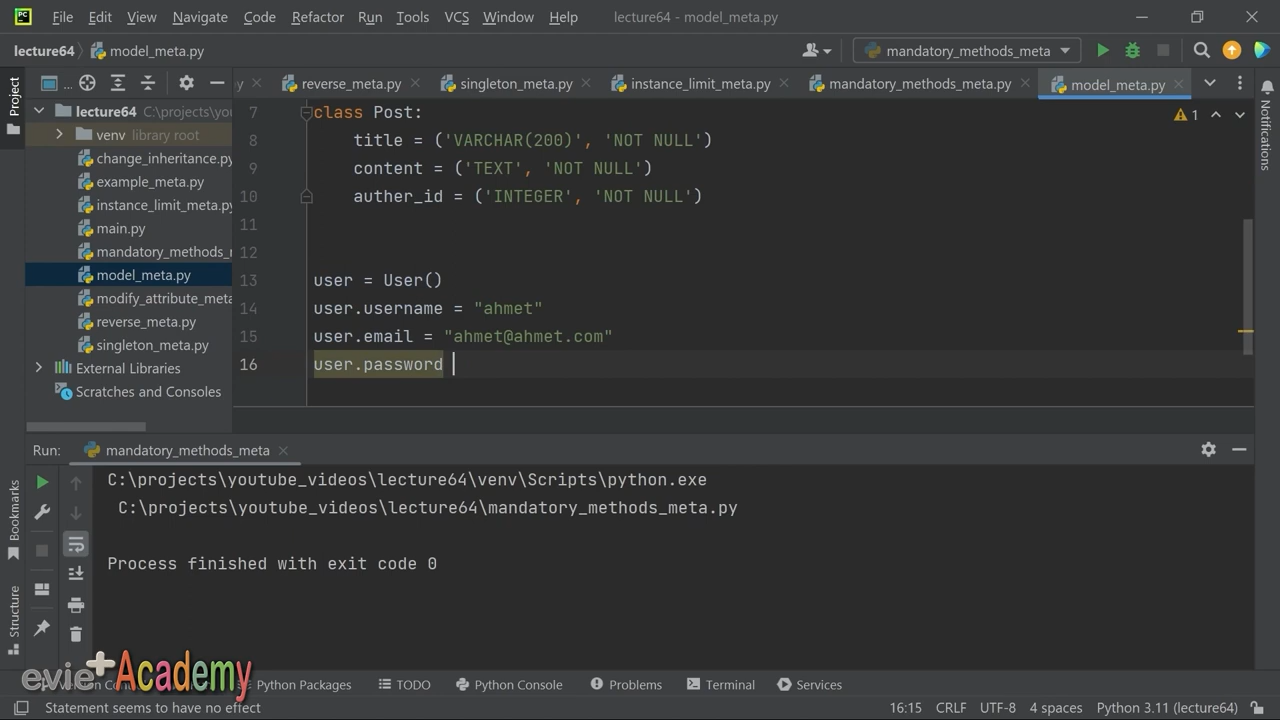 File Edit View Navigate Code Refactor Run Tools VCS Window Help lecture64 - model_meta.py
lecture64 model_meta.py mandatory_methods_meta
Project ... y reverse_meta.py singleton_meta.py instance_limit_meta.py mandatory_methods_meta.py model_meta.py
lecture64 C:\projects\you
venv library root
change_inheritance.py
example_meta.py
instance_limit_meta.py
main.py
mandatory_methods_
model_meta.py
modify_attribute_meta
reverse_meta.py
singleton_meta.py
External Libraries
Scratches and Consoles
7 class Post:
8 title = ('VARCHAR(200)', 'NOT NULL')
9 content = ('TEXT', 'NOT NULL')
10 auther_id = ('INTEGER', 'NOT NULL')
11
12
13 user = User()
14 user.username = "ahmet"
15 user.email = "ahmet@ahmet.com"
16 user.password
1
Notifications
Run: mandatory_methods_meta
C:\projects\youtube_videos\lecture64\venv\Scripts\python.exe
C:\projects\youtube_videos\lecture64\mandatory_methods_meta.py
Process finished with exit code 0
Bookmarks
Structure
evie+Academy
Python Packages TODO Python Console Problems Terminal Services
Statement seems to have no effect 16:15 CRLF UTF-8 4 spaces Python 3.11 (lecture64)